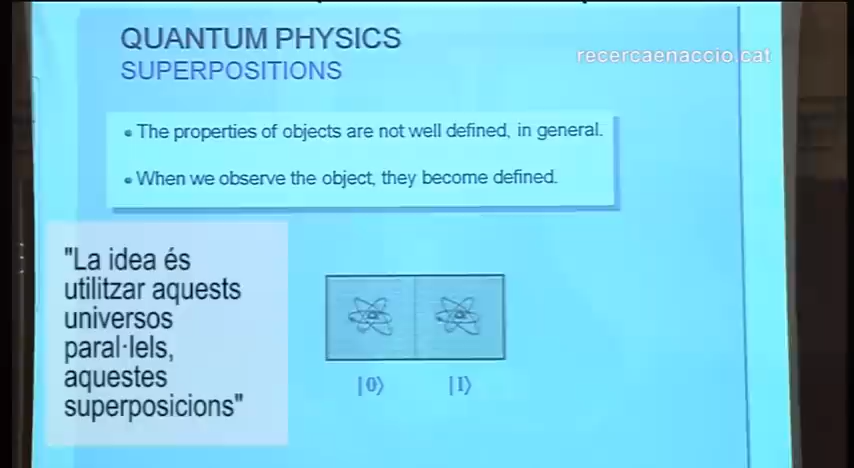 QUANTUM PHYSICS
SUPERPOSITIONS
recercaenaccio.cat
• The properties of objects are not well defined, in general.
• When we observe the object, they become defined.
"La idea és
utilitzar aquests
universos
paral·lels,
aquestes
superposicions"
|0⟩ |1⟩